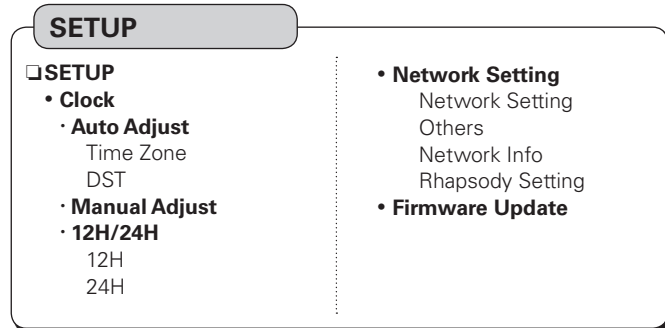 SETUP
❏SETUP
• Clock
· Auto Adjust
Time Zone
DST
· Manual Adjust
· 12H/24H
12H
24H
• Network Setting
Network Setting
Others
Network Info
Rhapsody Setting
• Firmware Update